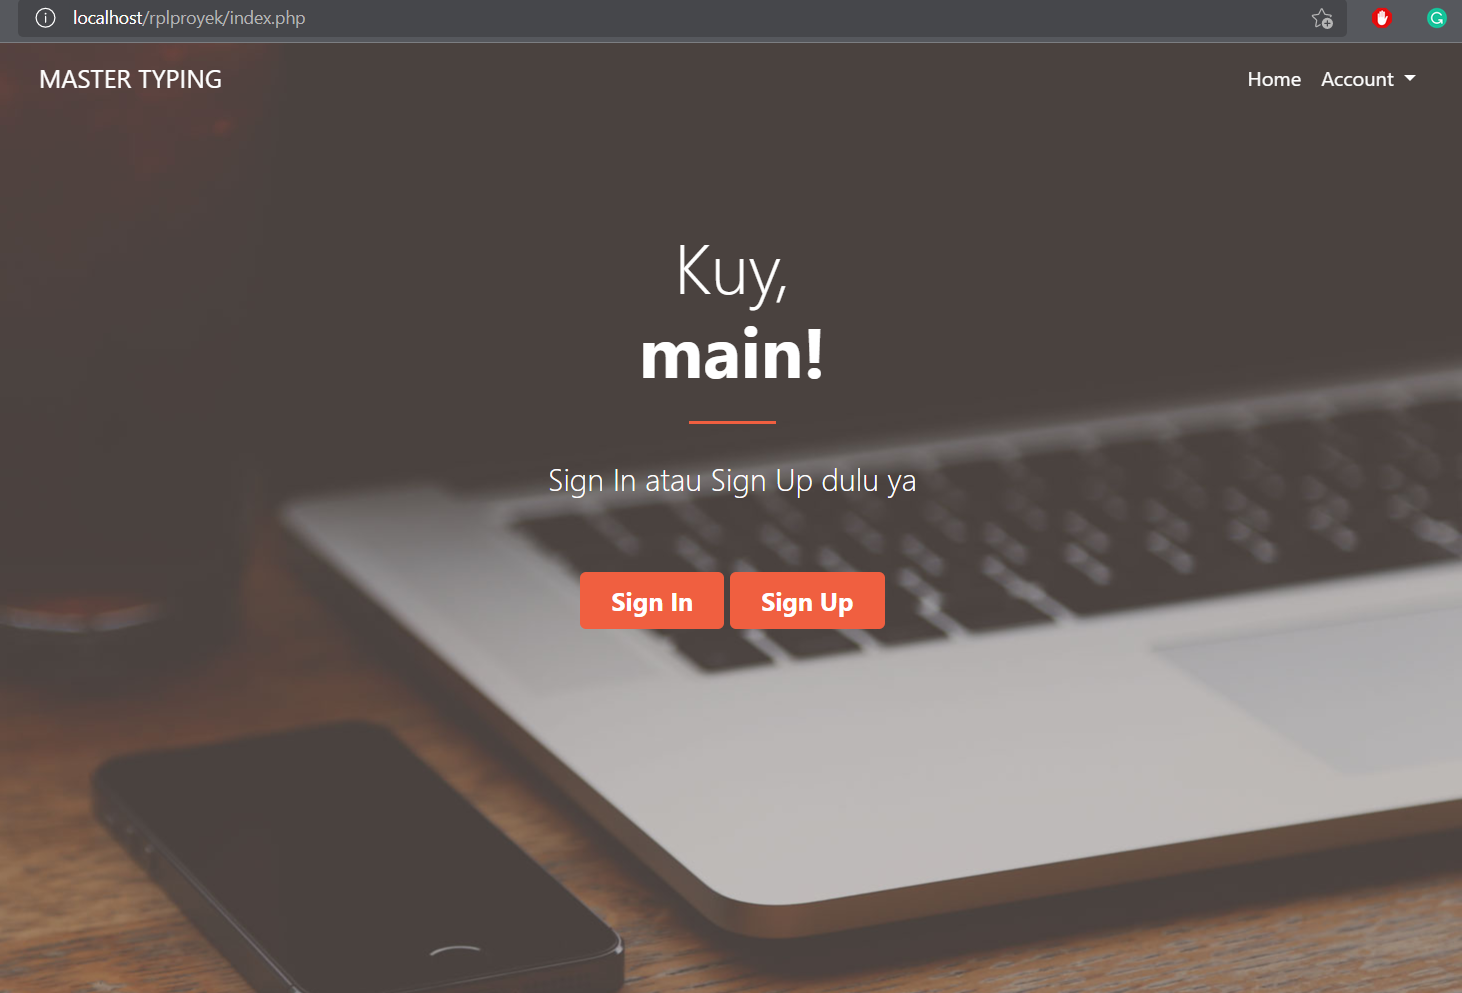 localhost/rplproyek/index.php
MASTER TYPING
Home Account
Kuy,
main!
Sign In atau Sign Up dulu ya
Sign In Sign Up